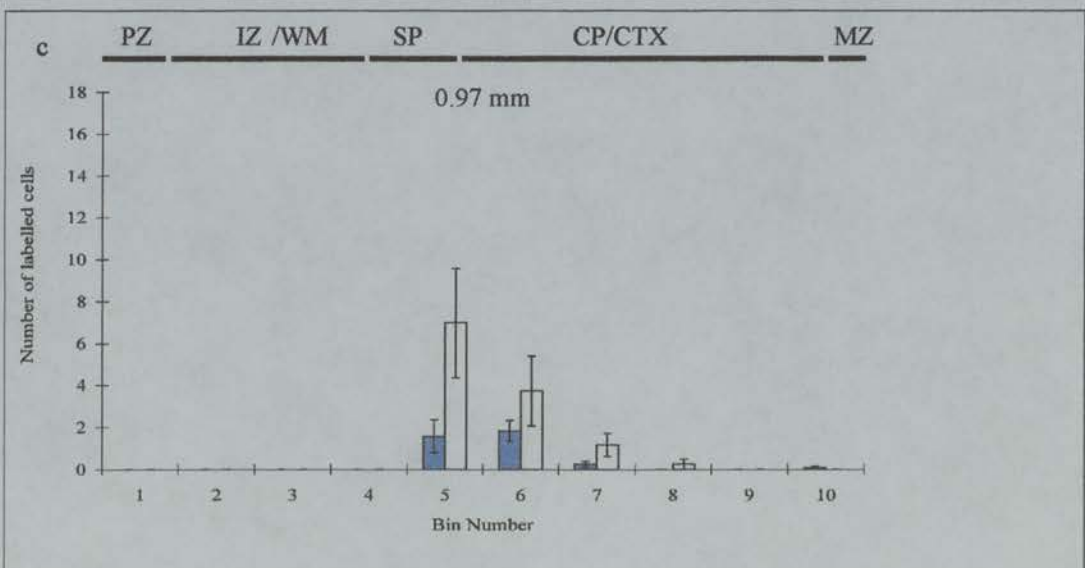 c PZ IZ /WM SP CP/CTX MZ
0.97 mm
18
16
14
12
10
8
6
4
2
0
Number of labelled cells
1 2 3 4 5 6 7 8 9 10
Bin Number